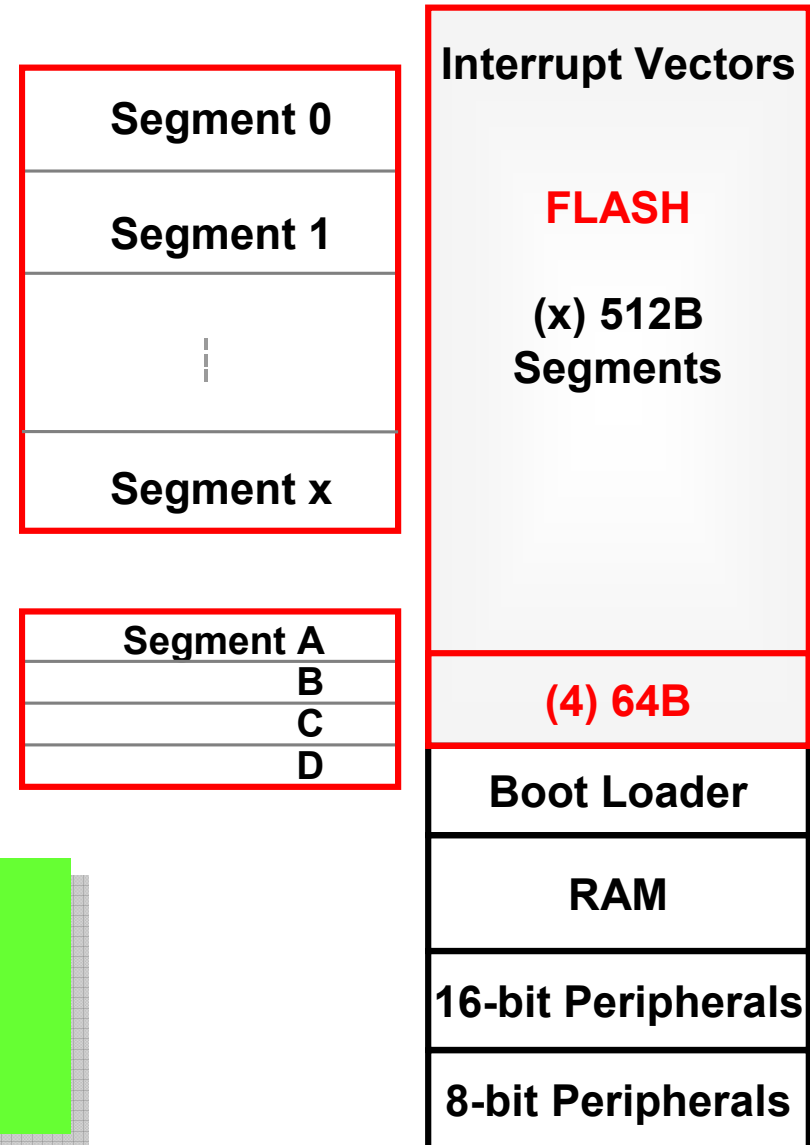 Segment 0
Segment 1
Segment x
Segment A
B
C
D
Interrupt Vectors
FLASH
(x) 512B
Segments
(4) 64B
Boot Loader
RAM
16-bit Peripherals
8-bit Peripherals